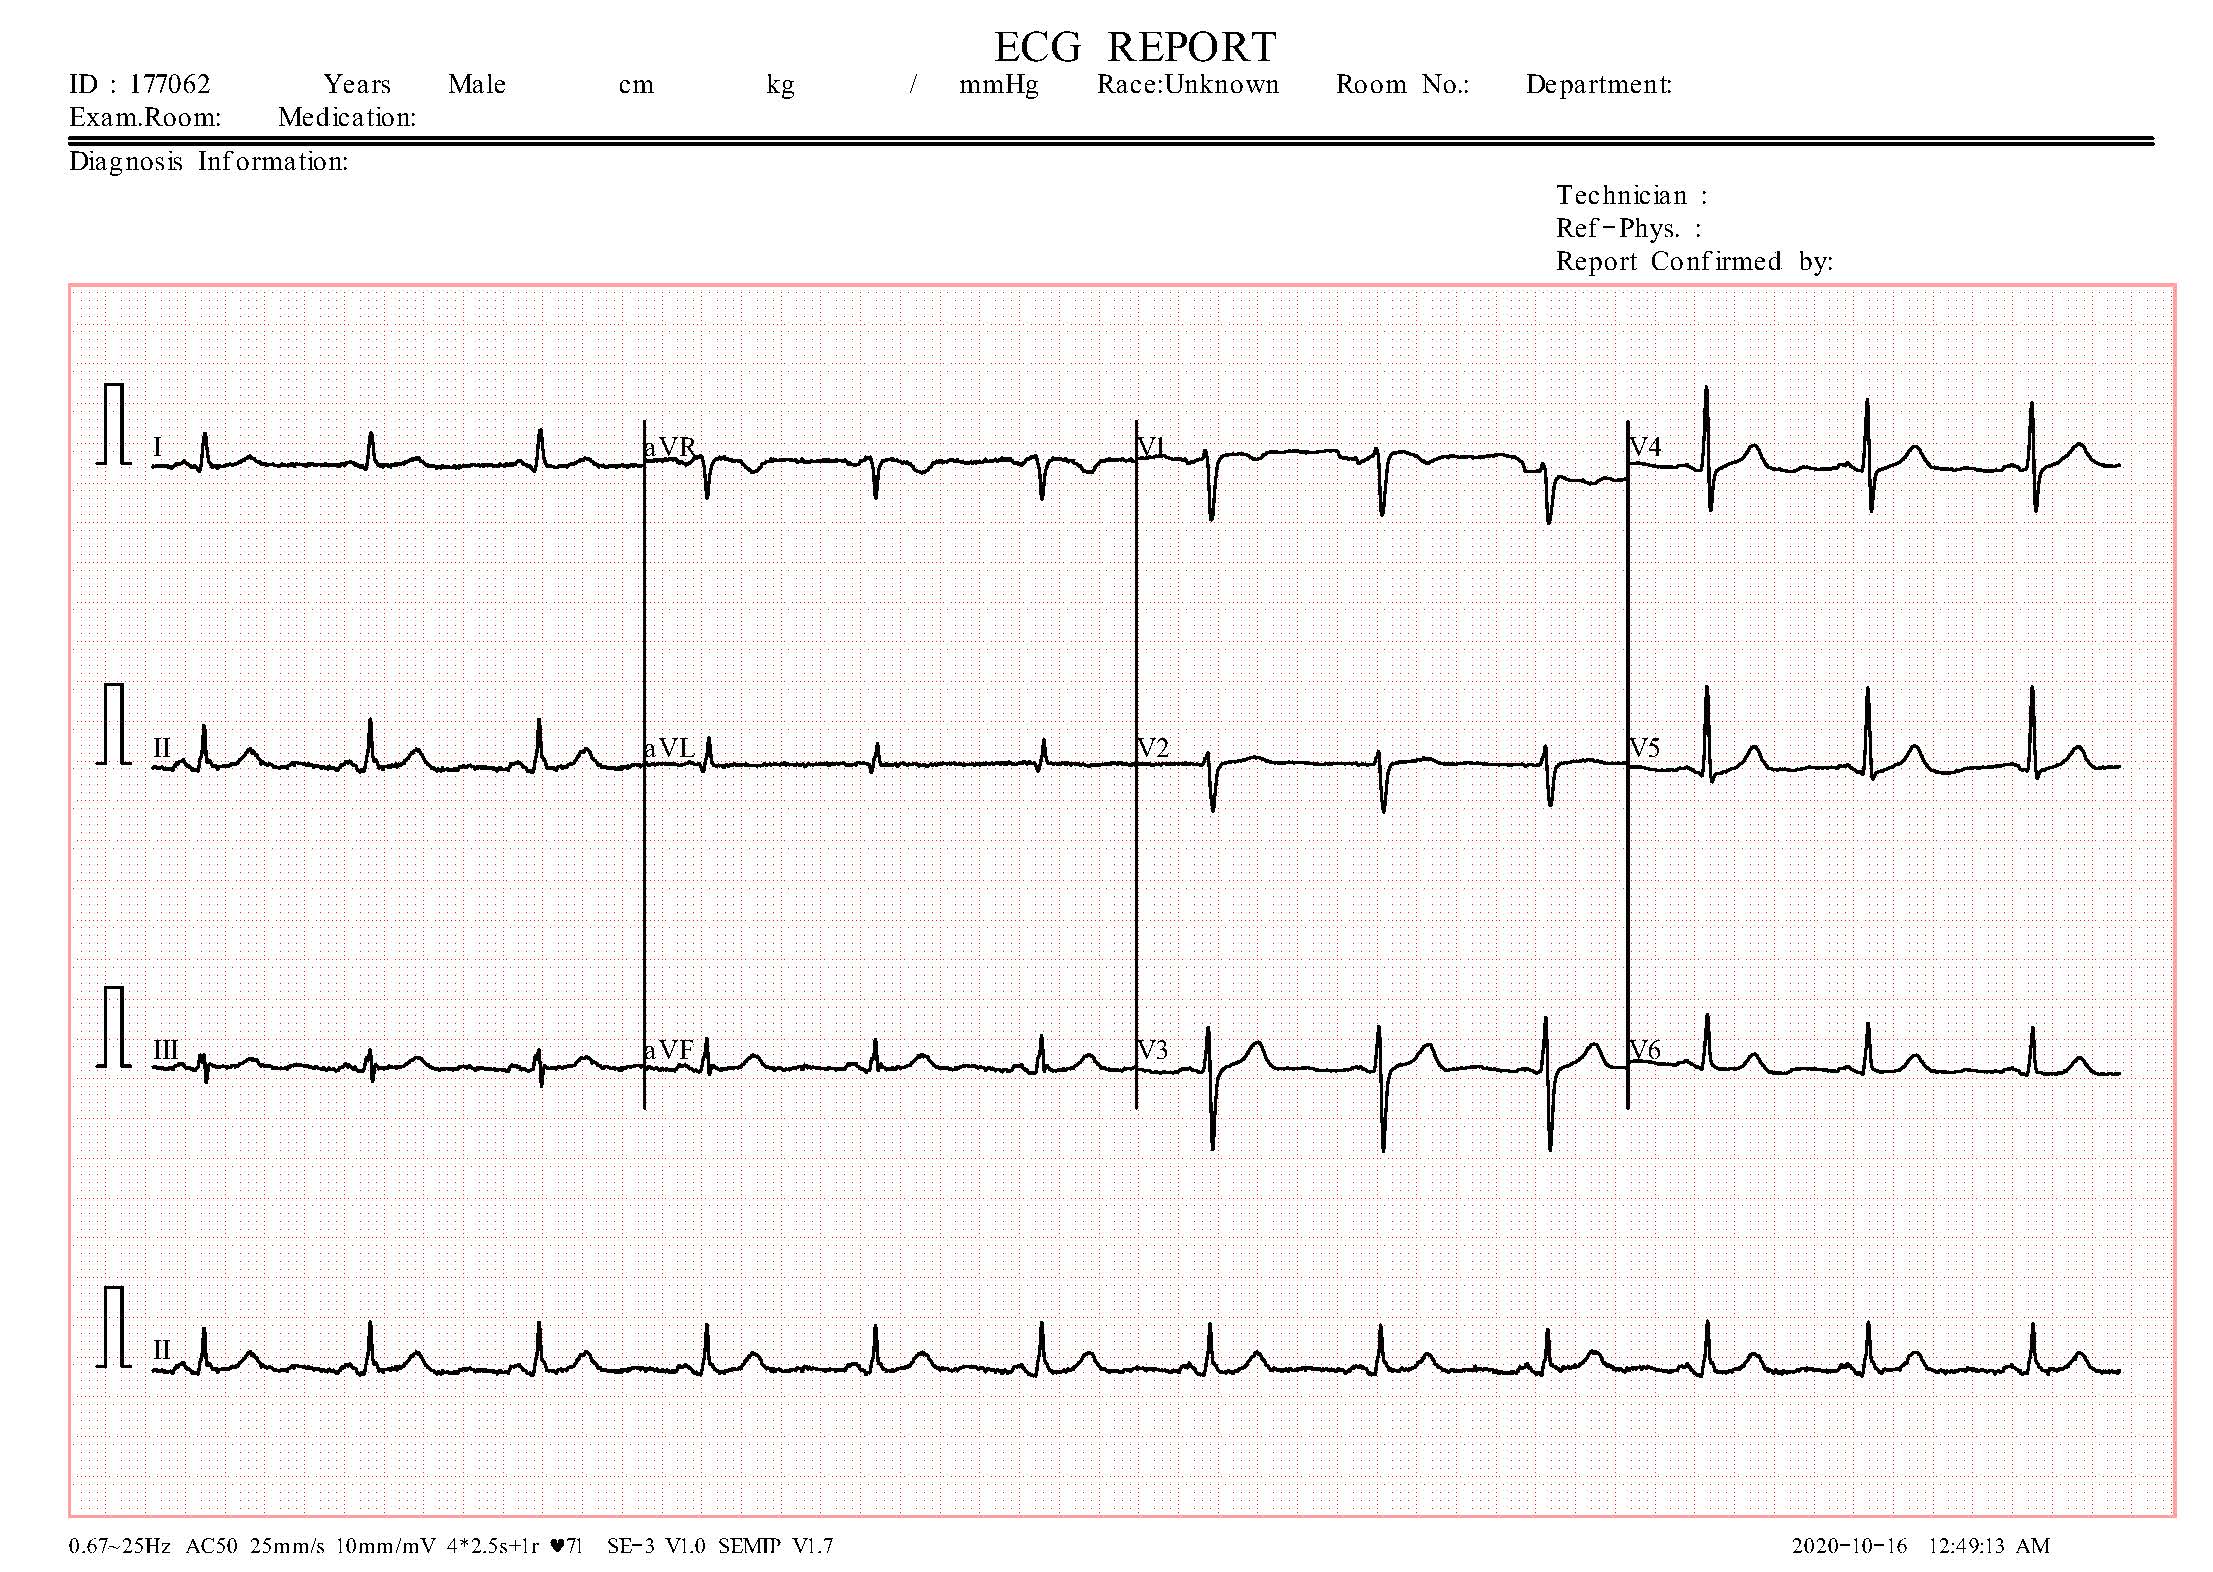 ECG REPORT
ID : 177062 Years Male cm kg / mmHg Race:Unknown Room No.: Department:
Exam.Room: Medication:
Diagnosis Information:
Technician :
Ref-Phys. :
Report Confirmed by:
I aVR V1 V4
II aVL V2 V5
III aVF V3 V6
II
0.67~25Hz AC50 25mm/s 10mm/mV 4*2.5s+1r ♥71 SE-3 V1.0 SEMIP V1.7 2020-10-16 12:49:13 AM